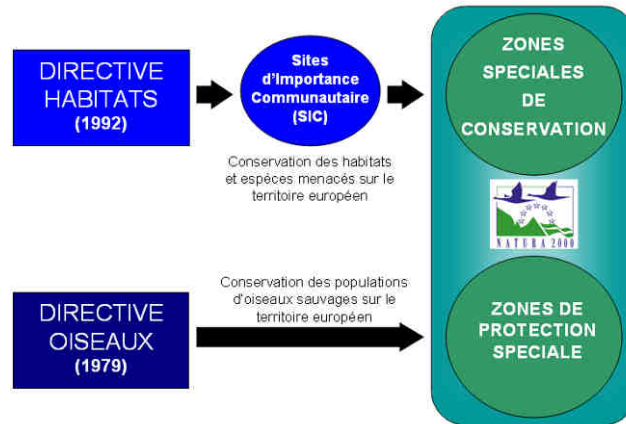 DIRECTIVE
HABITATS
(1992)
Sites
d'Importance
Communautaire
(SIC)
Conservation des habitats
et espèces menacés sur le
territoire européen
ZONES
SPECIALES
DE
CONSERVATION
NATURA 2000
DIRECTIVE
OISEAUX
(1979)
Conservation des populations
d'oiseaux sauvages sur le
territoire européen
ZONES DE
PROTECTION
SPECIALE